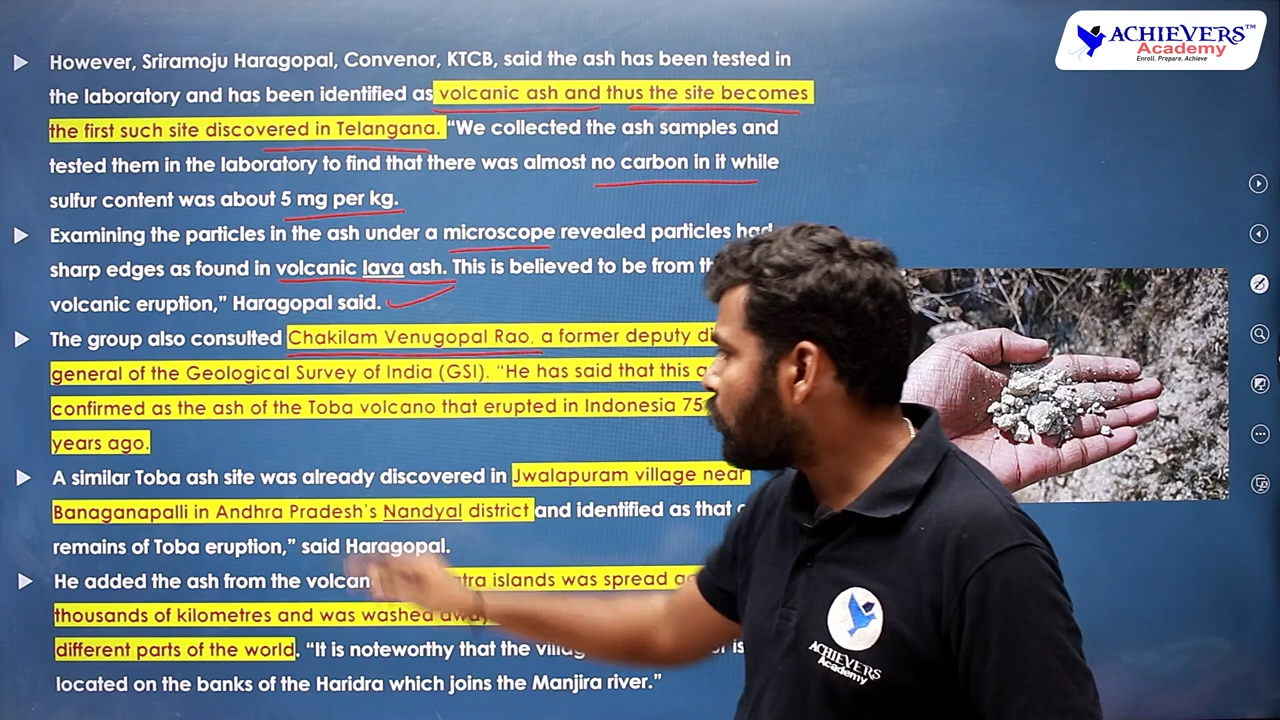 ACHIEVERS™
Academy
Enroll. Prepare. Achieve
However, Sriramoju Haragopal, Convenor, KTCB, said the ash has been tested in
the laboratory and has been identified as volcanic ash and thus the site becomes
the first such site discovered in Telangana. “We collected the ash samples and
tested them in the laboratory to find that there was almost no carbon in it while
sulfur content was about 5 mg per kg.
Examining the particles in the ash under a microscope revealed particles had
sharp edges as found in volcanic lava ash. This is believed to be from
volcanic eruption,” Haragopal said.
The group also consulted Chakilam Venugopal Rao, a former deputy
general of the Geological Survey of India (GSI). “He has said that this
confirmed as the ash of the Toba volcano that erupted in Indonesia
years ago.
A similar Toba ash site was already discovered in Jwalapuram village near
Banaganapalli in Andhra Pradesh's Nandyal district and identified as that
remains of Toba eruption,” said Haragopal.
He added the ash from the islands was spread
thousands of kilometres and was washed
different parts of the world. “It is noteworthy that the
located on the banks of the Haridra which joins the Manjira river.”
ACHIEVERS
Academy